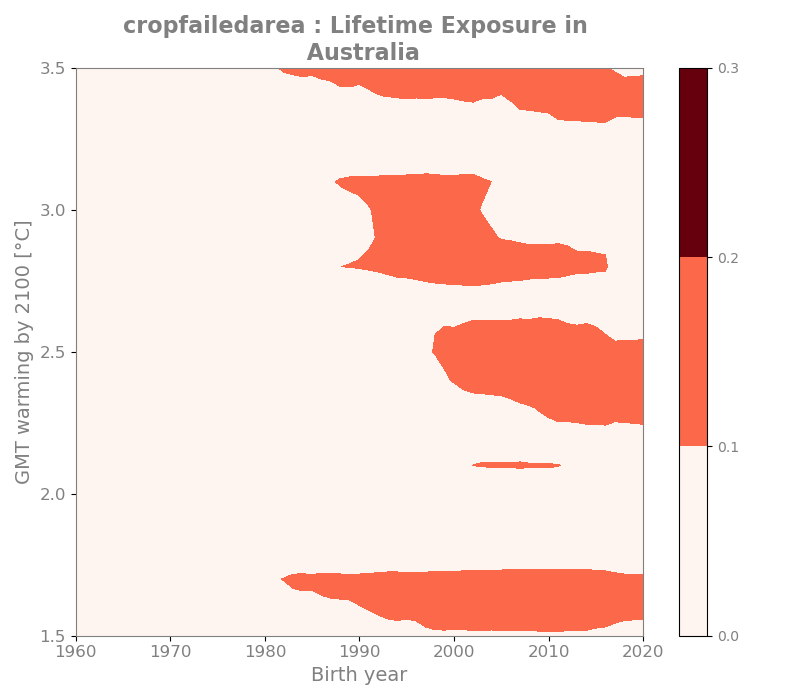 cropfailedarea : Lifetime Exposure in
Australia
3.5
3.0
2.5
2.0
1.5
GMT warming by 2100 [°C]
1960 1970 1980 1990 2000 2010 2020
Birth year
0.3
0.2
0.1
0.0